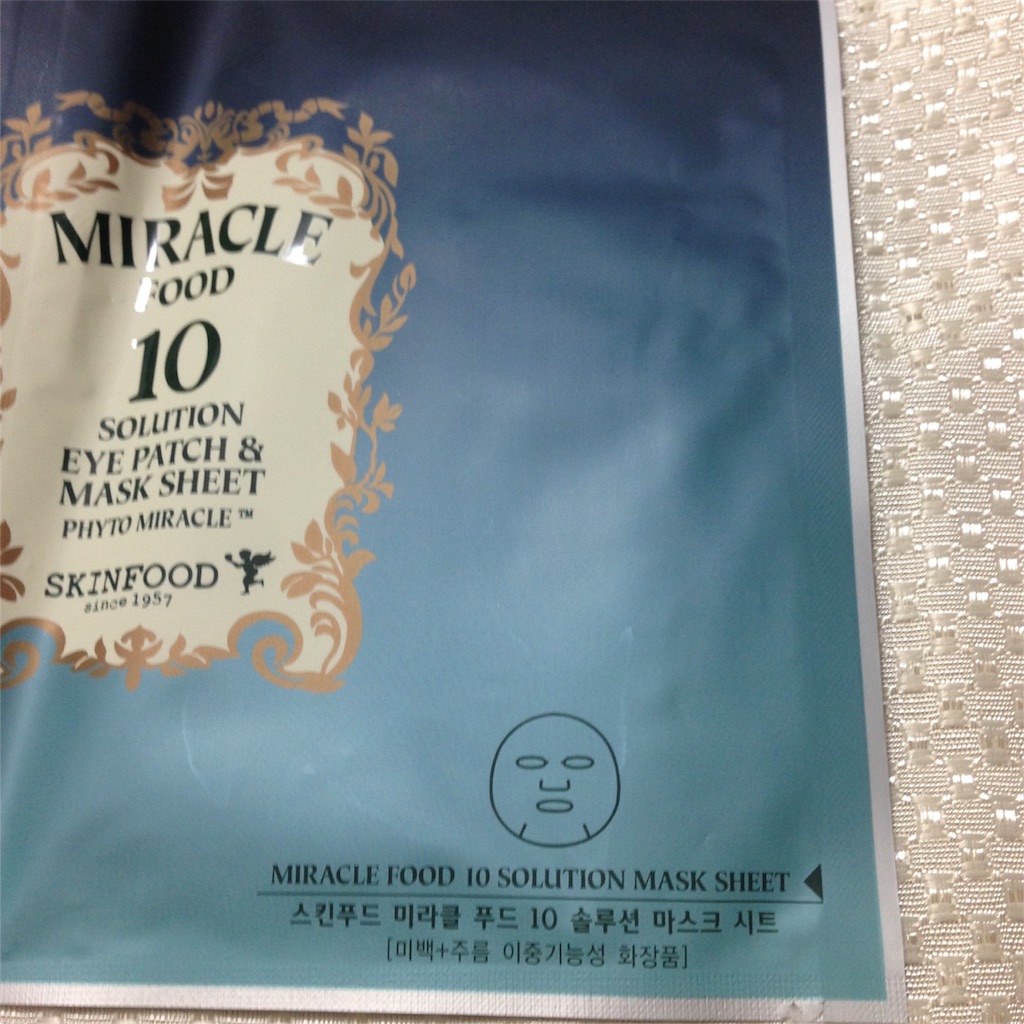 MIRACLE
FOOD
10
SOLUTION
EYE PATCH &
MASK SHEET
PHYTO MIRACLE™
SKINFOOD
since 1957
MIRACLE FOOD 10 SOLUTION MASK SHEET
스킨푸드 미라클 푸드 10 솔루션 마스크 시트
[미백+주름 이중기능성 화장품]